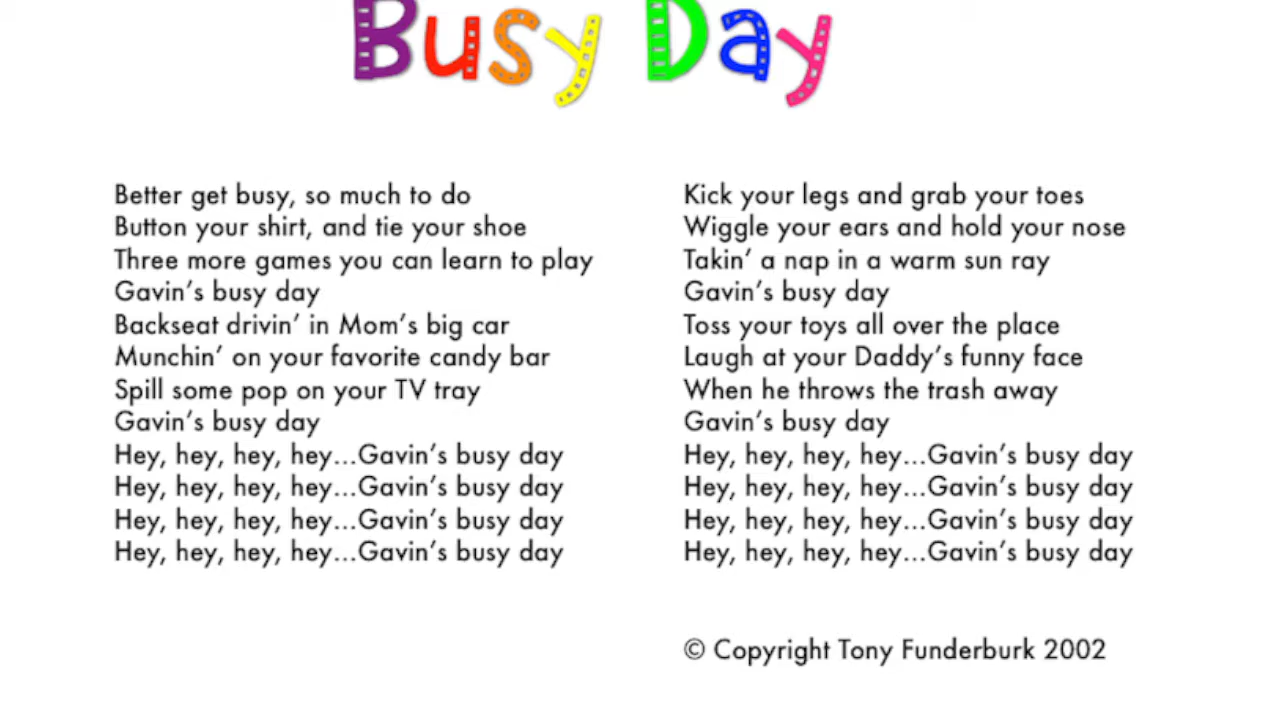 Busy Day
Better get busy, so much to do
Button your shirt, and tie your shoe
Three more games you can learn to play
Gavin’s busy day
Backseat drivin’ in Mom’s big car
Munchin’ on your favorite candy bar
Spill some pop on your TV tray
Gavin’s busy day
Hey, hey, hey, hey...Gavin’s busy day
Hey, hey, hey, hey...Gavin’s busy day
Hey, hey, hey, hey...Gavin’s busy day
Hey, hey, hey, hey...Gavin’s busy day
Kick your legs and grab your toes
Wiggle your ears and hold your nose
Takin’ a nap in a warm sun ray
Gavin’s busy day
Toss your toys all over the place
Laugh at your Daddy’s funny face
When he throws the trash away
Gavin’s busy day
Hey, hey, hey, hey...Gavin’s busy day
Hey, hey, hey, hey...Gavin’s busy day
Hey, hey, hey, hey...Gavin’s busy day
Hey, hey, hey, hey...Gavin’s busy day
© Copyright Tony Funderburk 2002